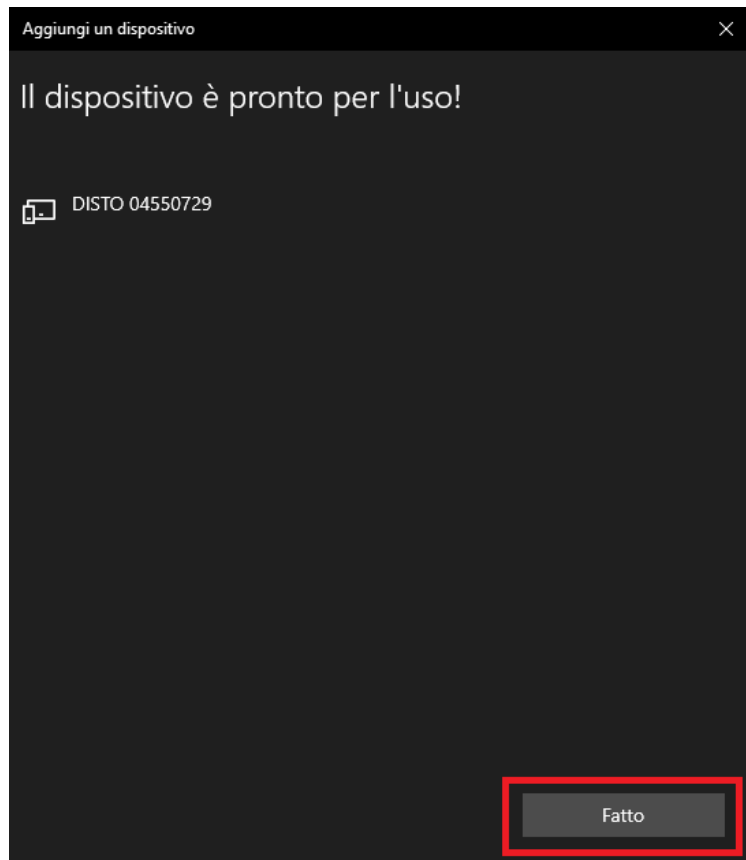 Aggiungi un dispositivo
Il dispositivo è pronto per l'uso!
DISTO 04550729
Fatto